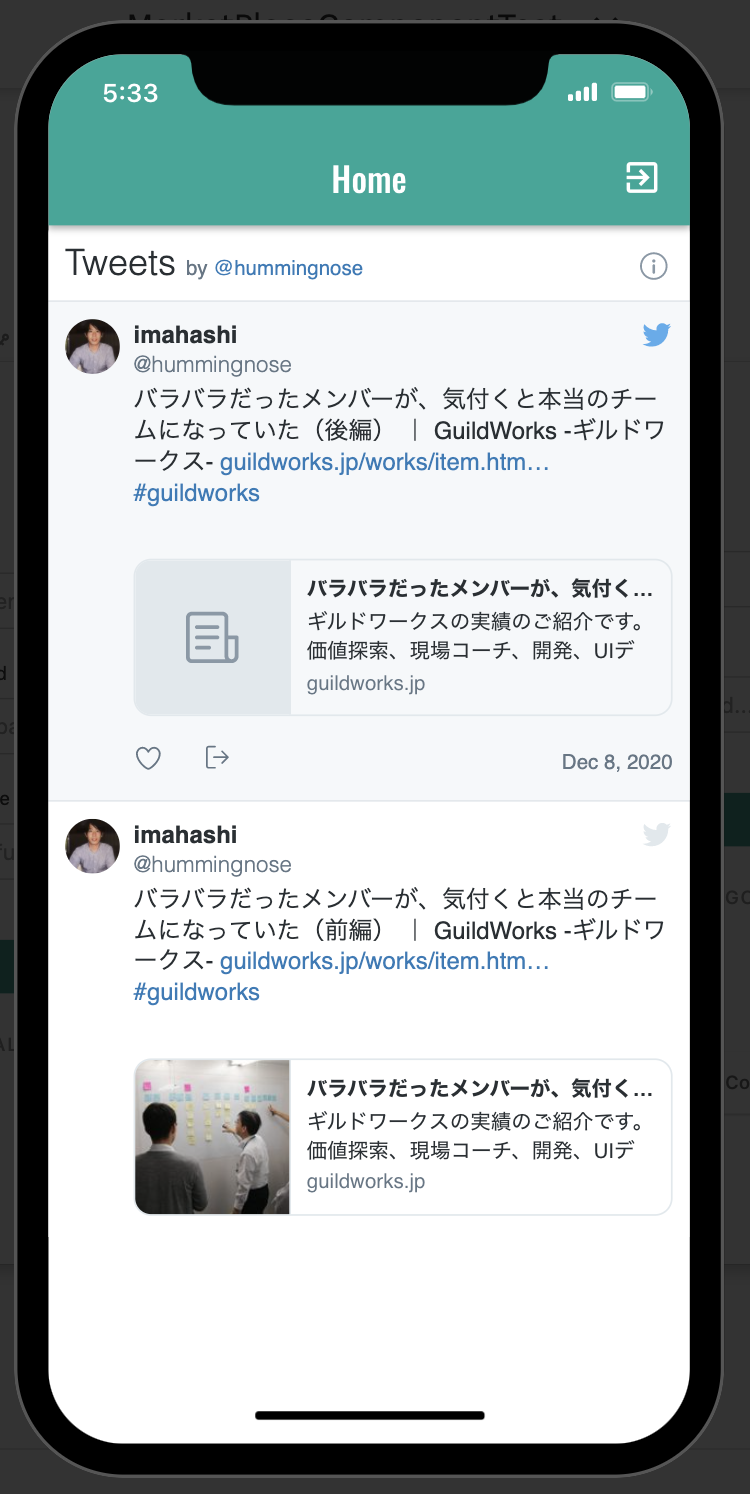 5:33
Home
Tweets by @hummingnose
imahashi
@hummingnose
バラバラだったメンバーが、気付くと本当のチー
ムになっていた（後編） ｜ GuildWorks -ギルドワ
ークス- guildworks.jp/works/item.htm…
#guildworks
バラバラだったメンバーが、気付く…
ギルドワークスの実績のご紹介です。
価値探索、現場コーチ、開発、UIデ
guildworks.jp
Dec 8, 2020
imahashi
@hummingnose
バラバラだったメンバーが、気付くと本当のチー
ムになっていた（前編） ｜ GuildWorks -ギルドワ
ークス- guildworks.jp/works/item.htm…
#guildworks
バラバラだったメンバーが、気付く…
ギルドワークスの実績のご紹介です。
価値探索、現場コーチ、開発、UIデ
guildworks.jp